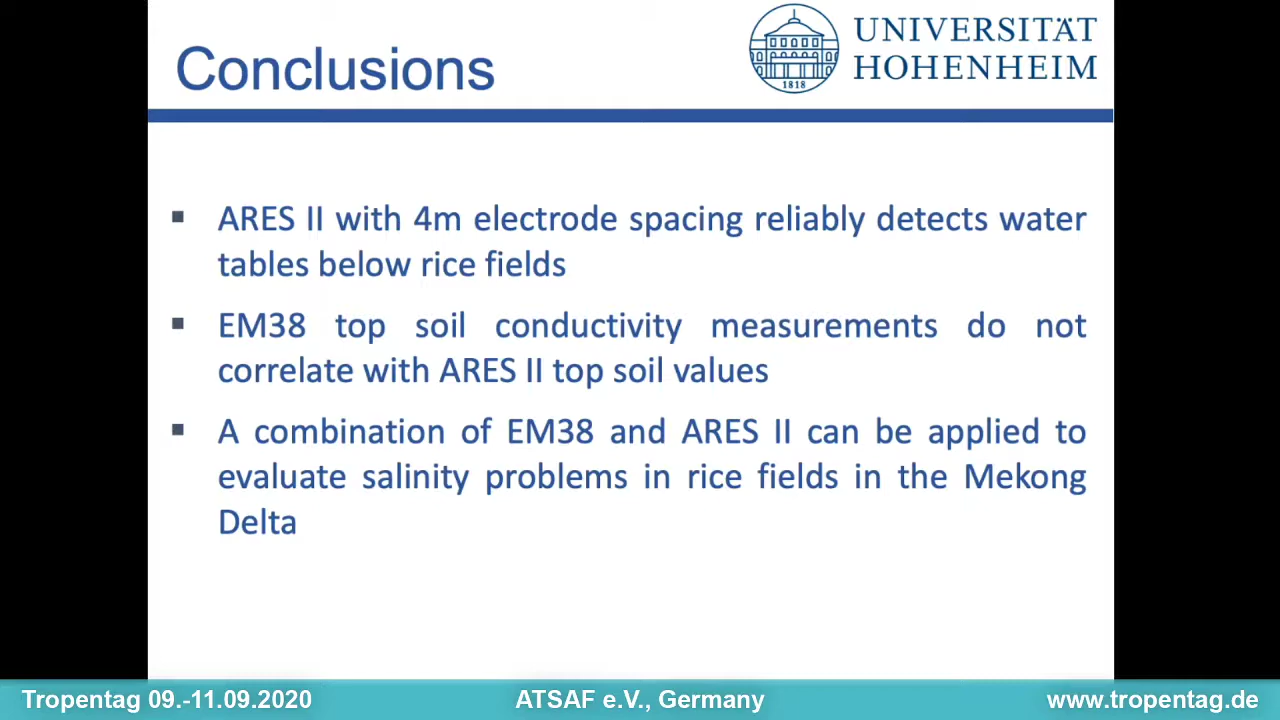 Conclusions
UNIVERSITÄT
HOHENHEIM
1818
▪ ARES II with 4m electrode spacing reliably detects water
tables below rice fields
▪ EM38 top soil conductivity measurements do not
correlate with ARES II top soil values
▪ A combination of EM38 and ARES II can be applied to
evaluate salinity problems in rice fields in the Mekong
Delta
Tropentag 09.-11.09.2020
ATSAF e.V., Germany
www.tropentag.de